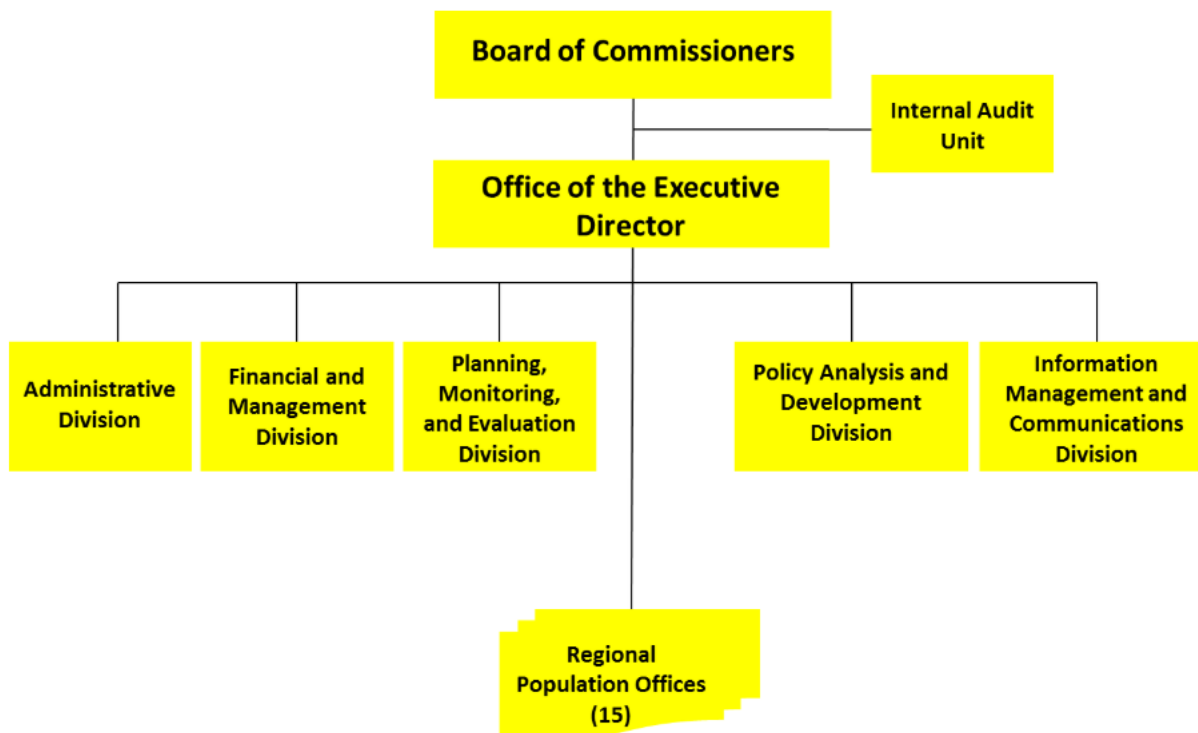 Board of Commissioners
Internal Audit
Unit
Office of the Executive
Director
Administrative
Division
Financial and
Management
Division
Planning,
Monitoring,
and Evaluation
Division
Policy Analysis and
Development
Division
Information
Management and
Communications
Division
Regional
Population Offices
(15)